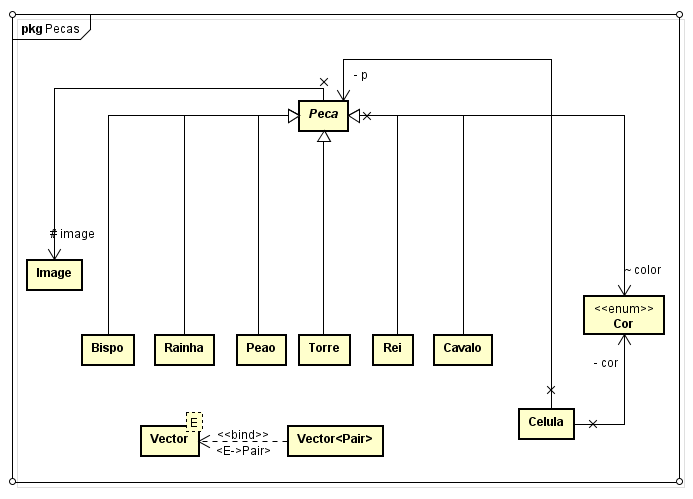 pkg Pecas
- p
Peca
# image
Image
~ color
<<enum>>
Cor
Bispo
Rainha
Peao
Torre
Rei
Cavalo
- cor
E
Vector
<<bind>>
<E->Pair>
Vector<Pair>
Celula